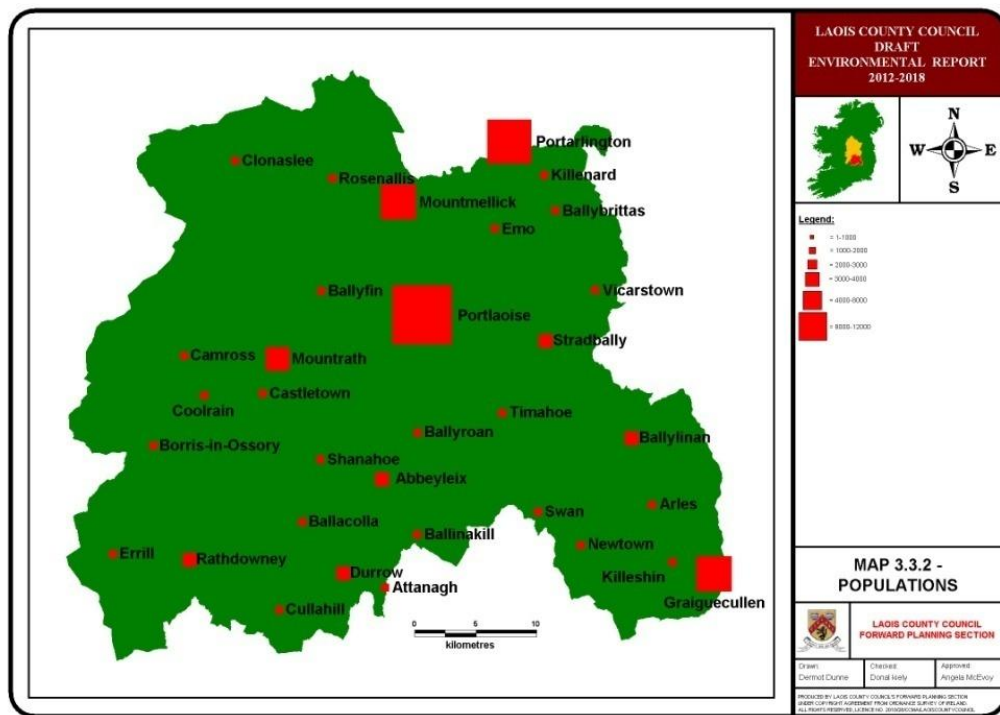 LAOIS COUNTY COUNCIL
DRAFT
ENVIRONMENTAL REPORT
2012-2018
N
W
E
S
Legend:
= 1-1000
= 1000-2000
= 2000-3000
= 3000-4000
= 4000-8000
= 8000-12000
Portarlington
Clonaslee
Killenard
Rosenallis
Mountmellick
Ballybrittas
Emo
Ballyfin
Vicarstown
Portlaoise
Stradbally
Camross
Mountrath
Castletown
Coolrain
Timahoe
Ballyroan
Ballylinan
Borris-in-Ossory
Shanahoe
Abbeyleix
Arles
Swan
Ballacolla
Ballinakill
Newtown
Errill
Rathdowney
Durrow
Killeshin
Attanagh
Graiguecullen
Cullahill
0 5 10
kilometres
MAP 3.3.2 -
POPULATIONS
LAOIS COUNTY COUNCIL
FORWARD PLANNING SECTION
Drawn:
Dermot Dunne
Checked:
Donal kiely
Approved:
Angela McEvoy
PRODUCED BY LAOIS COUNTY COUNCIL'S FORWARD PLANNING SECTION
UNDER COPYRIGHT AGREEMENT FROM ORDNANCE SURVEY OF IRELAND.
ALL RIGHTS RESERVED. LICENCE NO.